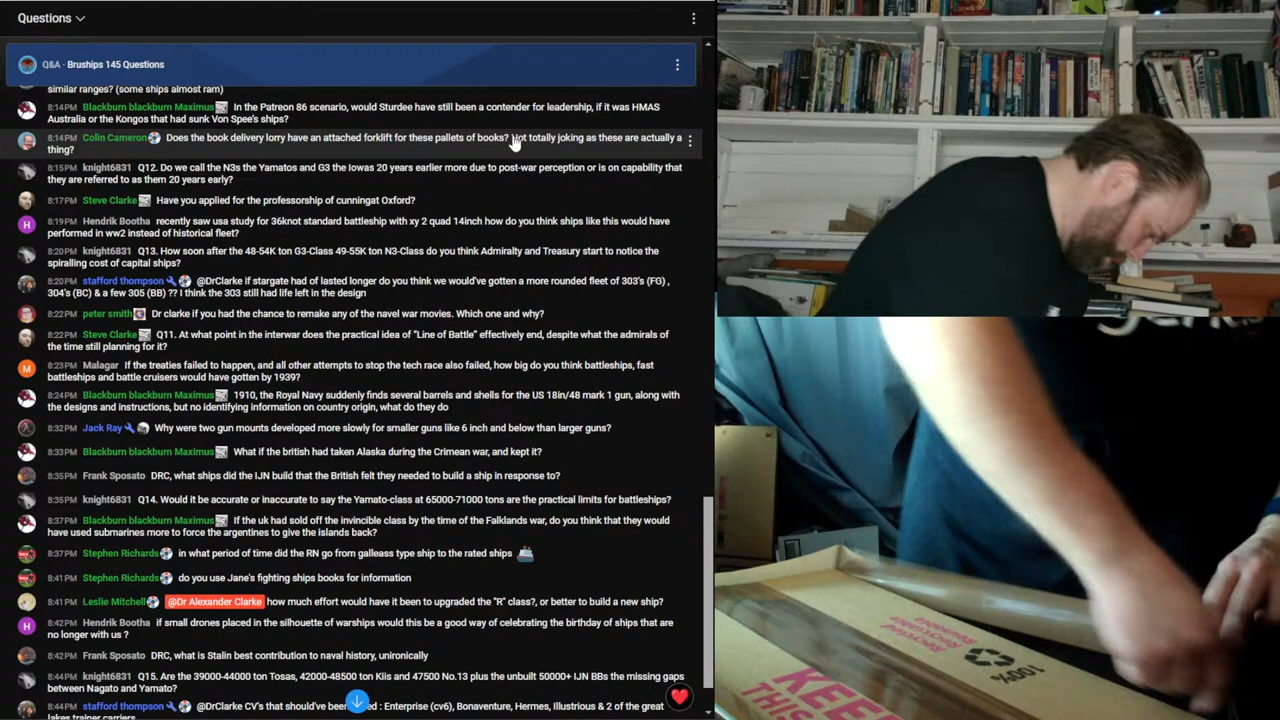 Questions
Q&A · Bruships 145 Questions
similar ranges? (some ships almost ram)
8:14PM Blackburn blackburn Maximus In the Patreon 86 scenario, would Sturdee have still been a contender for leadership, if it was HMAS
Australia or the Kongos that had sunk Von Spee's ships?
8:14PM Colin Cameron Does the book delivery lorry have an attached forklift for these pallets of books? Not totally joking as these are actually a
thing?
8:15PM knight6831 Q12. Do we call the N3s the Yamatos and G3 the Iowas 20 years earlier more due to post-war perception or is on capability that
they are referred to as them 20 years early?
8:17PM Steve Clarke Have you applied for the professorship of cunningat Oxford?
8:19PM Hendrik Bootha recently saw usa study for 36knot standard battleship with xy 2 quad 14inch how do you think ships like this would have
performed in ww2 instead of historical fleet?
8:20PM knight6831 Q13. How soon after the 48-54K ton G3-Class 49-55K ton N3-Class do you think Admiralty and Treasury start to notice the
spiralling cost of capital ships?
8:20PM stafford thompson @DrClarke if stargate had of lasted longer do you think we would've gotten a more rounded fleet of 303's (FG) ,
304's (BC) & a few 305 (BB) ?? I think the 303 still had life left in the design
8:22PM peter smith Dr clarke if you had the chance to remake any of the navel war movies. Which one and why?
8:22PM Steve Clarke Q11. At what point in the interwar does the practical idea of “Line of Battle” effectively end, despite what the admirals of
the time still planning for it?
8:23PM Malagar If the treaties failed to happen, and all other attempts to stop the tech race also failed, how big do you think battleships, fast
battleships and battle cruisers would have gotten by 1939?
8:24PM Blackburn blackburn Maximus 1910, the Royal Navy suddenly finds several barrels and shells for the US 18in/48 mark 1 gun, along with
the designs and instructions, but no identifying information on country origin, what do they do
8:32PM Jack Ray Why were two gun mounts developed more slowly for smaller guns like 6 inch and below than larger guns?
8:33PM Blackburn blackburn Maximus What if the british had taken Alaska during the Crimean war, and kept it?
8:35PM Frank Sposato DRC, what ships did the IJN build that the British felt they needed to build a ship in response to?
8:35PM knight6831 Q14. Would it be accurate or inaccurate to say the Yamato-class at 65000-71000 tons are the practical limits for battleships?
8:37PM Blackburn blackburn Maximus If the uk had sold off the invincible class by the time of the Falklands war, do you think that they would
have used submarines more to force the argentines to give the islands back?
8:37PM Stephen Richards in what period of time did the RN go from galleass type ship to the rated ships
8:41PM Stephen Richards do you use Jane's fighting ships books for information
8:41PM Leslie Mitchell @Dr Alexander Clarke how much effort would have it been to upgraded the "R" class?, or better to build a new ship?
8:42PM Hendrik Bootha if small drones placed in the silhouette of warships would this be a good way of celebrating the birthday of ships that are
no longer with us ?
8:42PM Frank Sposato DRC, what is Stalin best contribution to naval history, unironically
8:44PM knight6831 Q15. Are the 39000-44000 ton Tosas, 42000-48500 ton Kiis and 47500 No.13 plus the unbuilt 50000+ IJN BBs the missing gaps
between Nagato and Yamato?
8:44PM stafford thompson @DrClarke CV's that should've been : Enterprise (cv6), Bonaventure, Hermes, Illustrious & 2 of the great
lakes trainer carriers
100%
Recyclable
KEEP
THIS